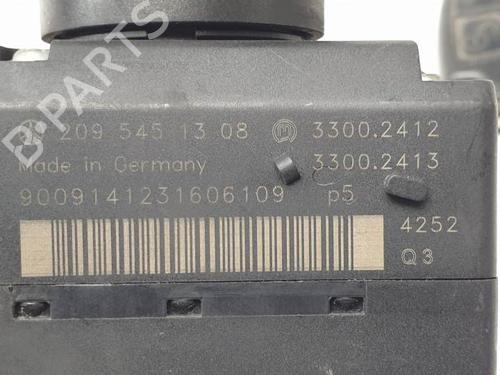 209 545 13 08 Ⓜ 3300.2412
Made in Germany 3300.2413
9009141231606109 p5
4252
Q3
B-PARTS